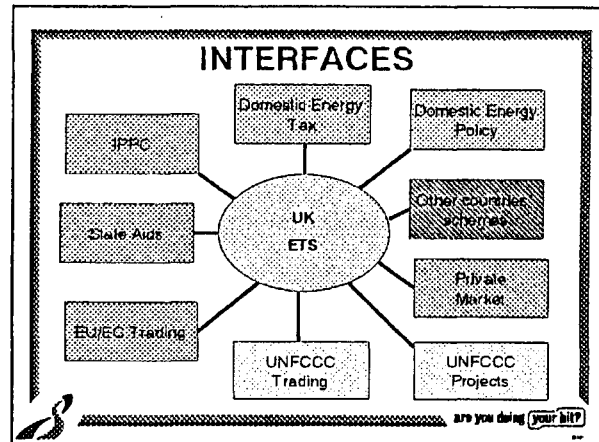 INTERFACES
Domestic Energy
Tax
Domestic Energy
Policy
IPPC
UK
ETS
Other countries
schemes
State Aids
Private
Market
EU/EC Trading
UNFCCC
Trading
UNFCCC
Projects
are you doing your bit?